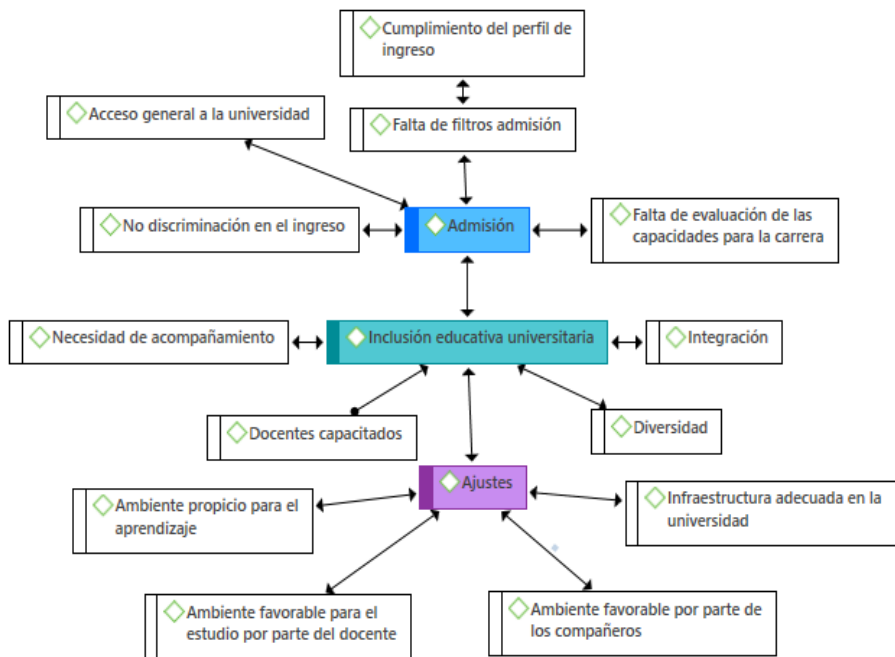 Cumplimiento del perfil de
ingreso
Acceso general a la universidad
Falta de filtros admisión
No discriminación en el ingreso
Admisión
Falta de evaluación de las
capacidades para la carrera
Necesidad de acompañamiento
Inclusión educativa universitaria
Integración
Docentes capacitados
Diversidad
Ajustes
Ambiente propicio para el
aprendizaje
Infraestructura adecuada en la
universidad
Ambiente favorable para el
estudio por parte del docente
Ambiente favorable por parte de
los compañeros